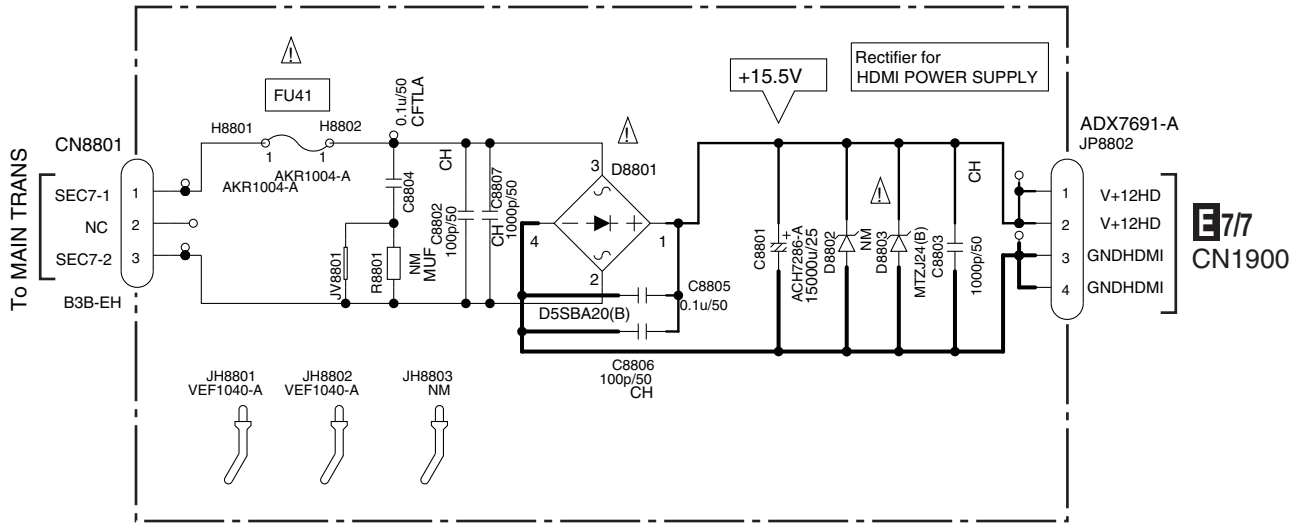 Rectifier for
HDMI POWER SUPPLY
+15.5V
FU41
0.1u/50
CFTLA
H8801
H8802
1
1
AKR1004-A
AKR1004-A
CN8801
To MAIN TRANS
SEC7-1
1
NC
2
SEC7-2
3
B3B-EH
C8804
JV8801
R8801
NM
MUF
CH
C8802
100p/50
C8807
1000p/50
CH
3
D8801
4
1
2
D5SBA20(B)
C8805
0.1u/50
C8806
100p/50
CH
C8801
+
ACH7286-A
15000u/25
D8802
NM
D8803
MTZJ24(B)
C8803
1000p/50
CH
ADX7691-A
JP8802
1
V+12HD
2
V+12HD
3
GNDHDMI
4
GNDHDMI
E 7/7
CN1900
JH8801
VEF1040-A
JH8802
VEF1040-A
JH8803
NM